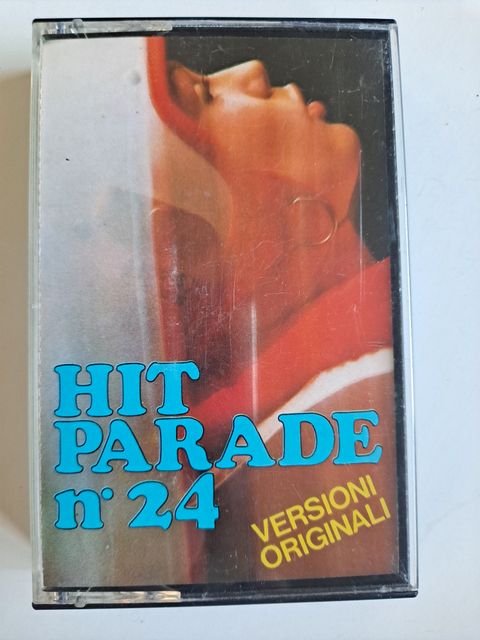 HIT
PARADE
n° 24
VERSIONI
ORIGINALI